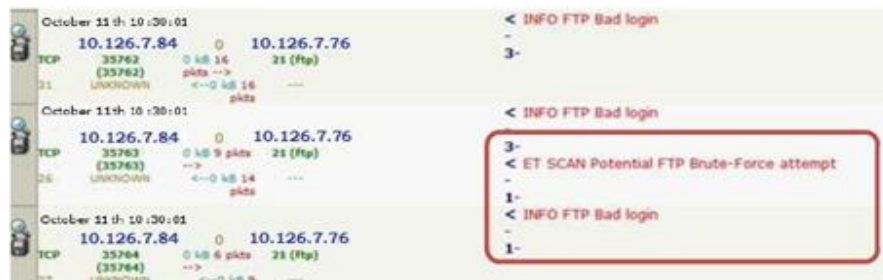 October 11th 10:30:01
< INFO FTP Bad login
10.126.7.84 0 10.126.7.76
-
3-
TCP 35762 0 kB 16 21 (ftp)
(35762) pkts -->
31 UNKNOWN <--0 kB 16 ---
pkts
October 11th 10:30:01
< INFO FTP Bad login
-
10.126.7.84 0 10.126.7.76
3-
TCP 35763 0 kB 9 pkts 21 (ftp)
< ET SCAN Potential FTP Brute-Force attempt
(35763) -->
-
26 UNKNOWN <--0 kB 14 ---
pkts
1-
October 11th 10:30:01
< INFO FTP Bad login
10.126.7.84 0 10.126.7.76
-
TCP 35764 0 kB 6 pkts 21 (ftp)
1-
(35764) -->